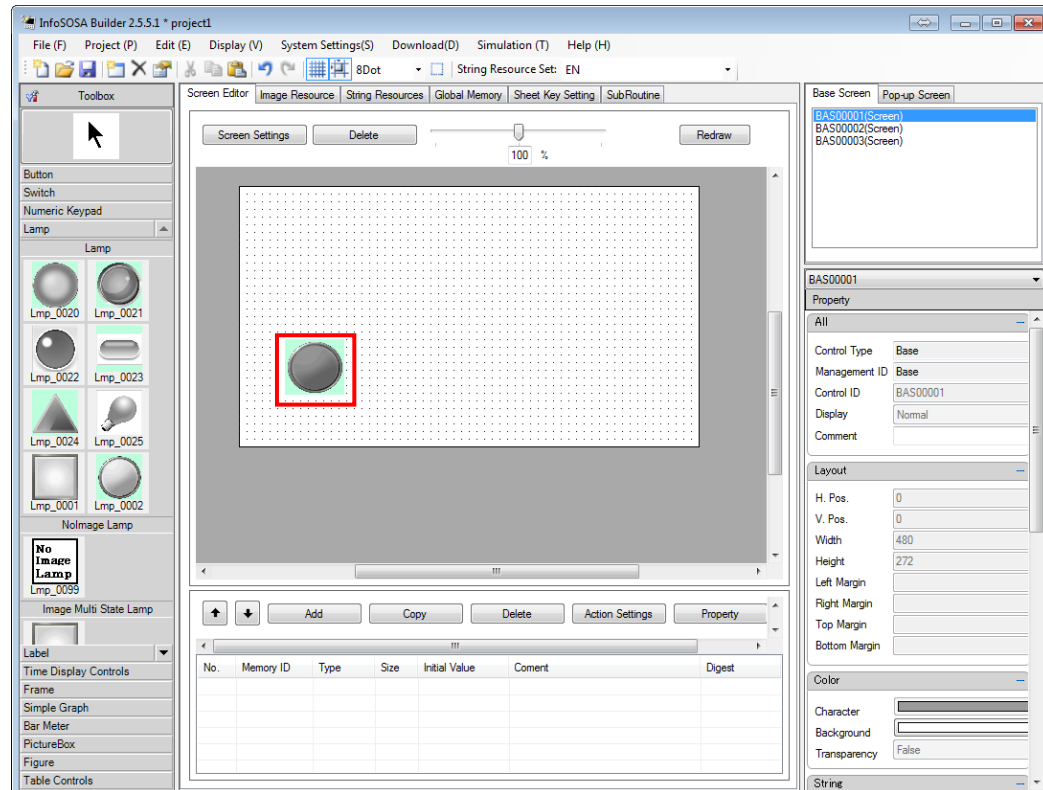 InfoSOSA Builder 2.5.5.1 * project1
File (F) Project (P) Edit (E) Display (V) System Settings(S) Download(D) Simulation (T) Help (H)
8Dot String Resource Set: EN
Toolbox
Screen Editor Image Resource String Resources Global Memory Sheet Key Setting SubRoutine
Base Screen Pop-up Screen
Screen Settings Delete 100 % Redraw
BAS00001(Screen)
BAS00002(Screen)
BAS00003(Screen)
Button
Switch
Numeric Keypad
Lamp
Lamp
Lmp_0020 Lmp_0021
Lmp_0022 Lmp_0023
Lmp_0024 Lmp_0025
Lmp_0001 Lmp_0002
NoImage Lamp
No
Image
Lamp
Lmp_0099
Image Multi State Lamp
Label
Time Display Controls
Frame
Simple Graph
Bar Meter
PictureBox
Figure
Table Controls
Add Copy Delete Action Settings Property
No. Memory ID Type Size Initial Value Coment Digest
BAS00001
Property
All
Control Type Base
Management ID Base
Control ID BAS00001
Display Normal
Comment
Layout
H. Pos. 0
V. Pos. 0
Width 480
Height 272
Left Margin
Right Margin
Top Margin
Bottom Margin
Color
Character
Background
Transparency False
String